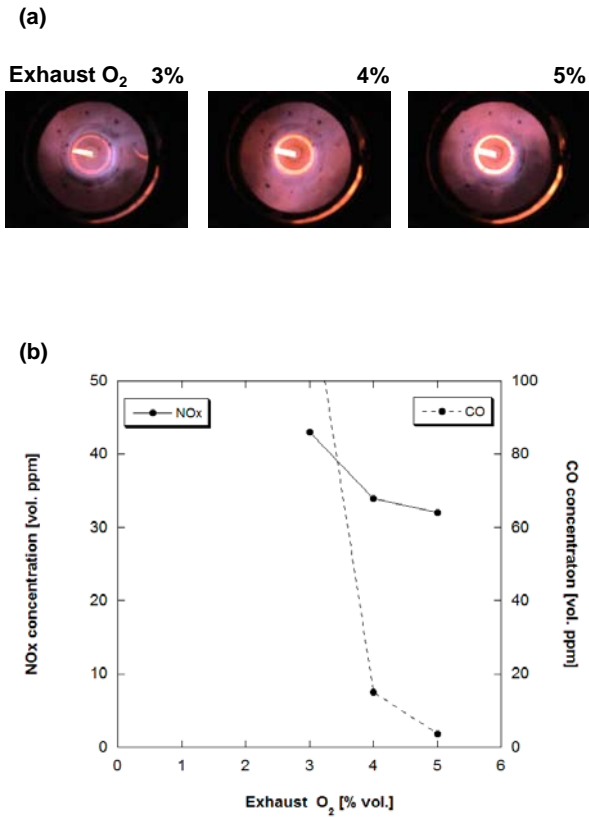 (a)
Exhaust O₂ 3% 4% 5%
(b)
50 100
NOx CO
40 80
30 60
20 40
10 20
0 0
0 1 2 3 4 5 6
NOx concentration [vol. ppm]
CO concentraton [vol. ppm]
Exhaust O₂ [% vol.]